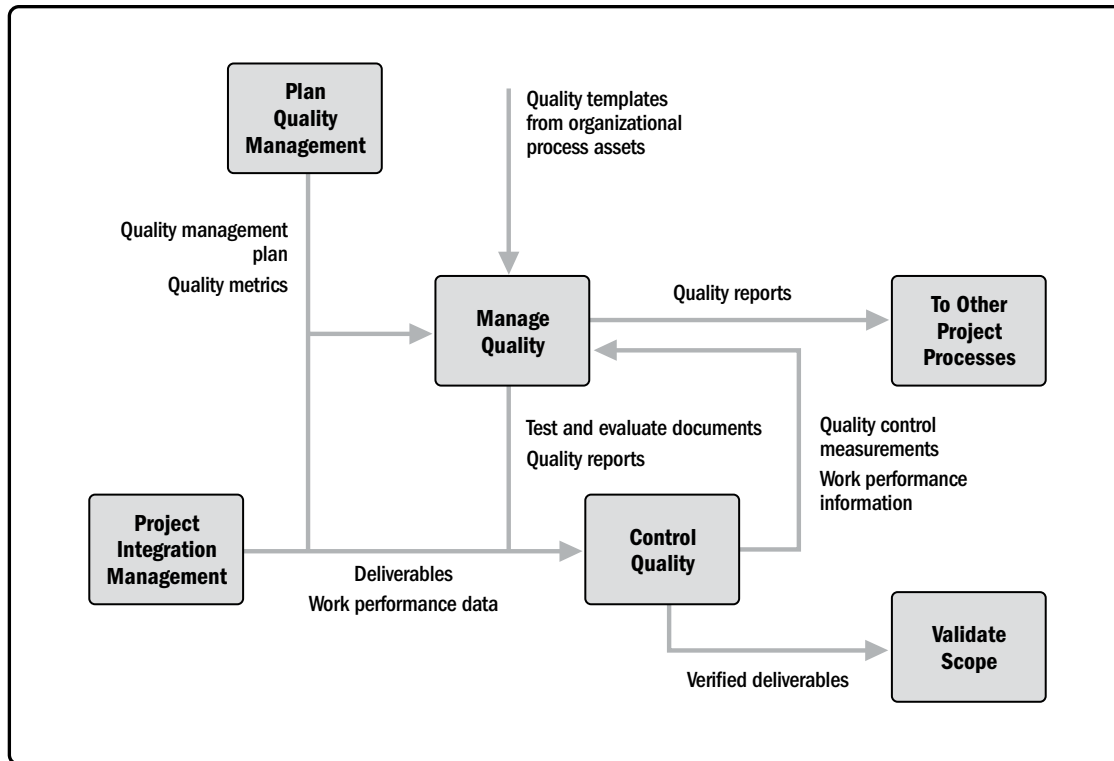 Plan
Quality
Management
Quality templates
from organizational
process assets
Quality management
plan
Quality metrics
Manage
Quality
Quality reports
To Other
Project
Processes
Test and evaluate documents
Quality reports
Quality control
measurements
Work performance
information
Project
Integration
Management
Deliverables
Work performance data
Control
Quality
Verified deliverables
Validate
Scope